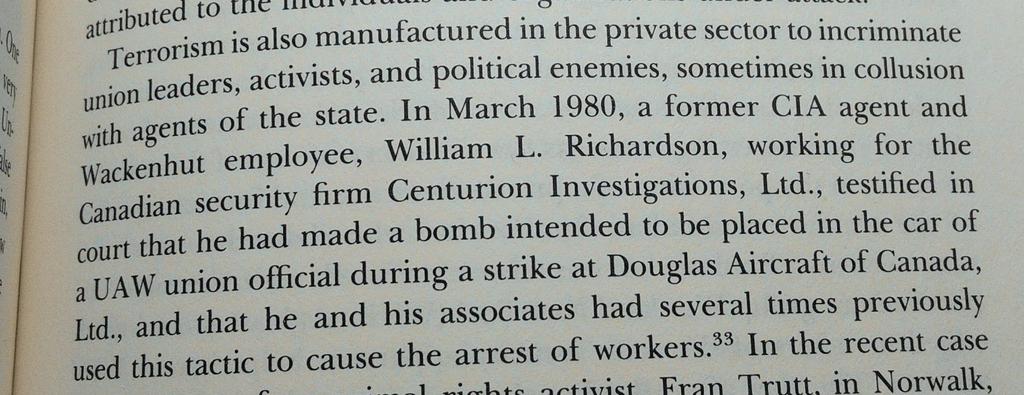 attributed to the individuals and
Terrorism is also manufactured in the private sector to incriminate
union leaders, activists, and political enemies, sometimes in collusion
with agents of the state. In March 1980, a former CIA agent and
Wackenhut employee, William L. Richardson, working for the
Canadian security firm Centurion Investigations, Ltd., testified in
court that he had made a bomb intended to be placed in the car of
a UAW union official during a strike at Douglas Aircraft of Canada,
Ltd., and that he and his associates had several times previously
used this tactic to cause the arrest of workers.³³ In the recent case
rights activist, Fran Trutt, in Norwalk,